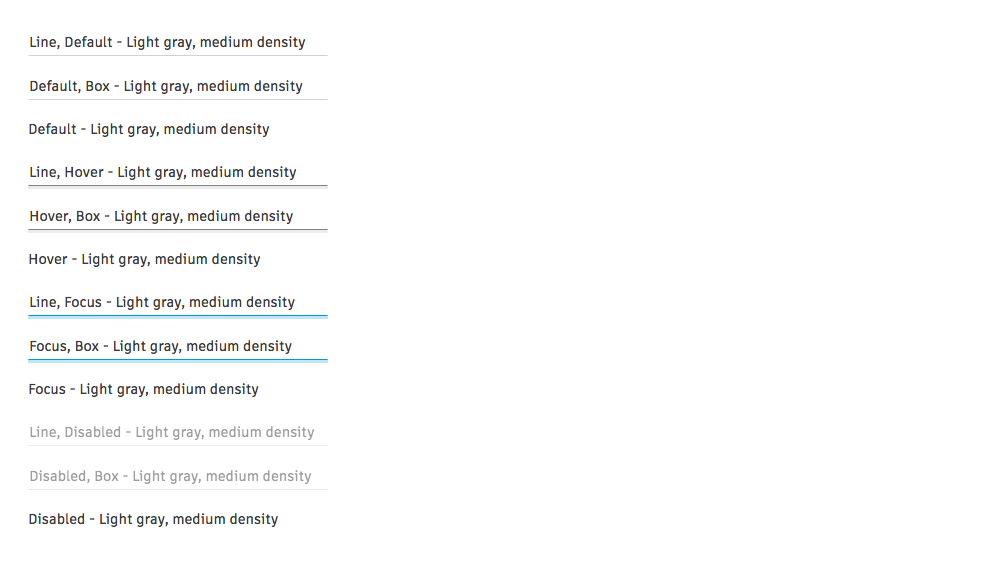 Line, Default - Light gray, medium density
Default, Box - Light gray, medium density
Default - Light gray, medium density
Line, Hover - Light gray, medium density
Hover, Box - Light gray, medium density
Hover - Light gray, medium density
Line, Focus - Light gray, medium density
Focus, Box - Light gray, medium density
Focus - Light gray, medium density
Line, Disabled - Light gray, medium density
Disabled, Box - Light gray, medium density
Disabled - Light gray, medium density